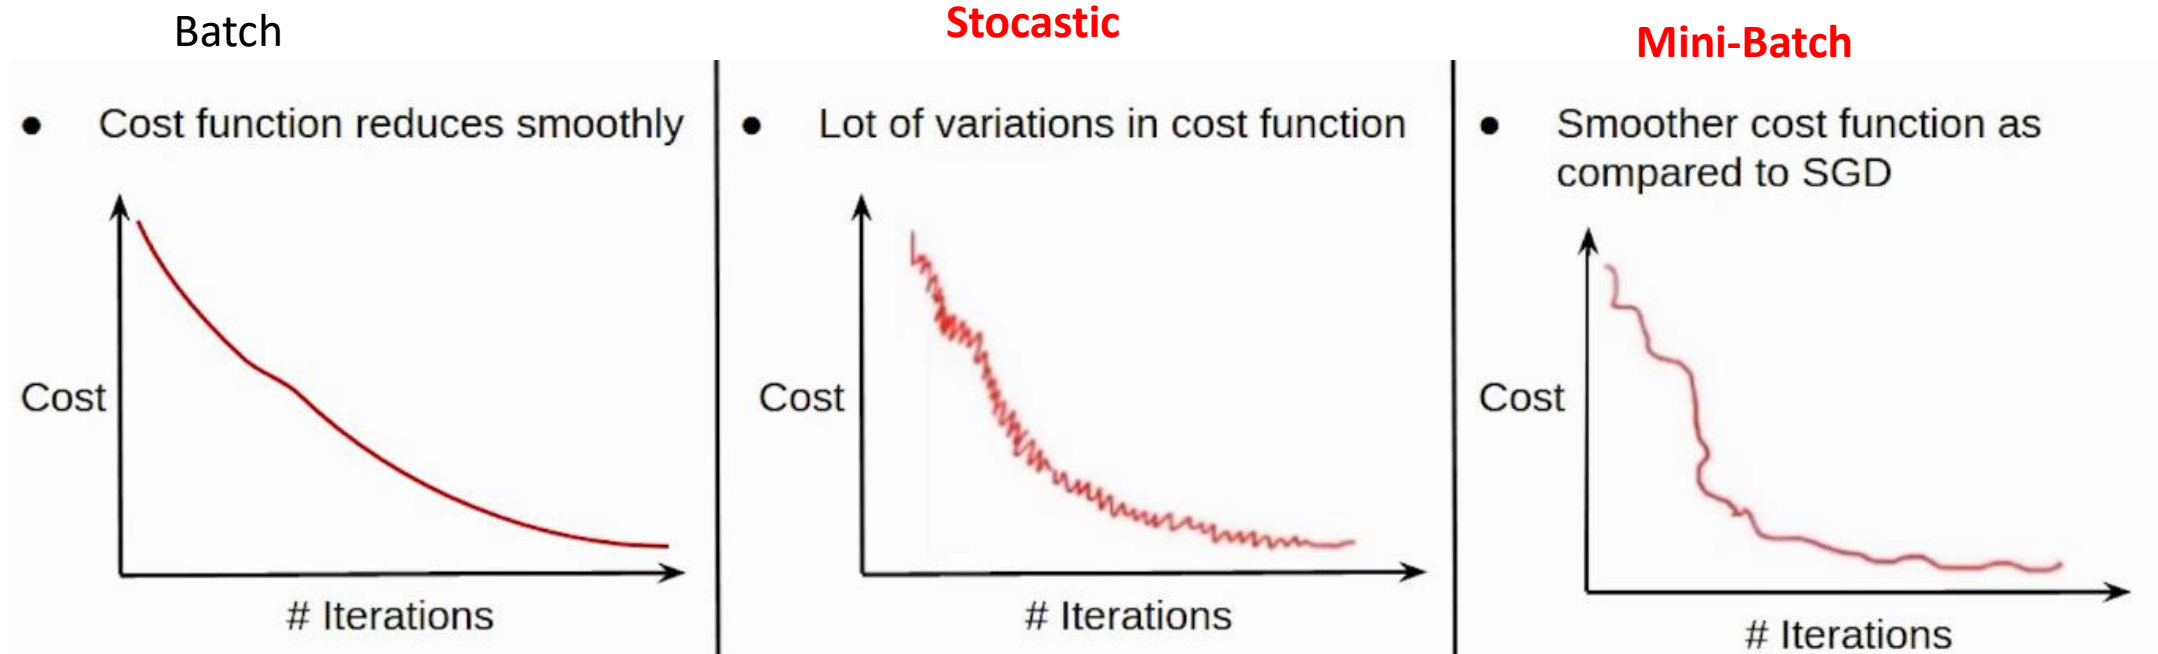 Batch
Stocastic
Mini-Batch
● Cost function reduces smoothly
Cost
# Iterations
● Lot of variations in cost function
Cost
# Iterations
● Smoother cost function as
compared to SGD
Cost
# Iterations